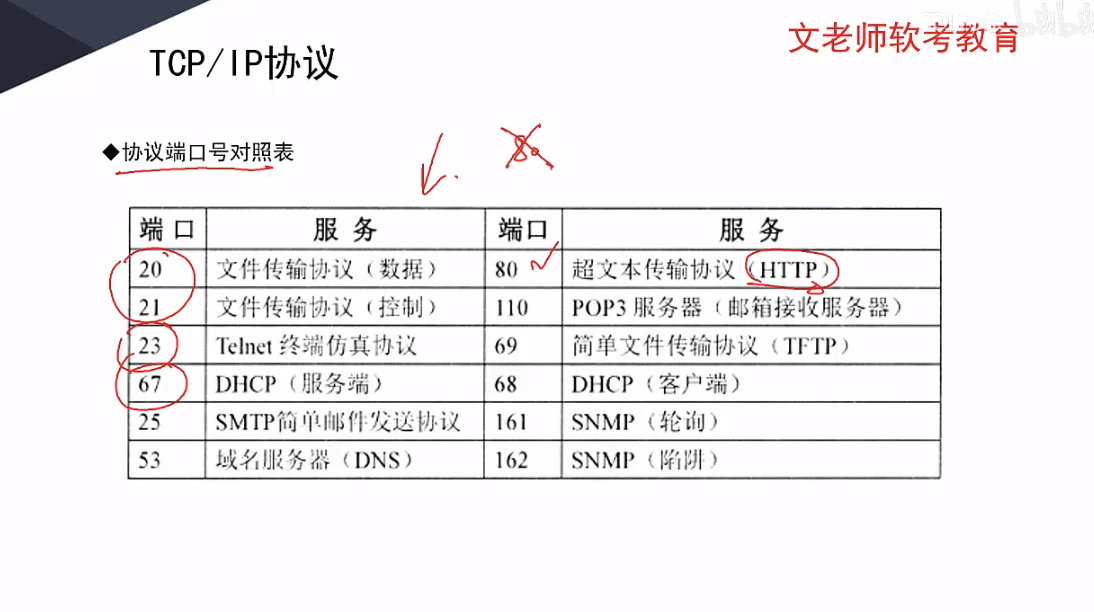 文老师软考教育
TCP/IP协议
◆协议端口号对照表
80
端口 服务 端口 服务
20 文件传输协议（数据） 80 超文本传输协议（HTTP）
21 文件传输协议（控制） 110 POP3 服务器（邮箱接收服务器）
23 Telnet 终端仿真协议 69 简单文件传输协议（TFTP）
67 DHCP（服务端） 68 DHCP（客户端）
25 SMTP简单邮件发送协议 161 SNMP（轮询）
53 域名服务器（DNS） 162 SNMP（陷阱）